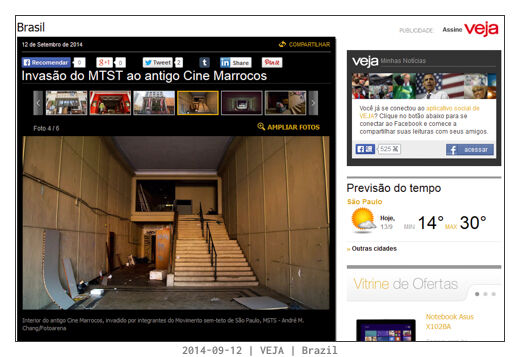 Brasil
PUBLICIDADE Assine veja
12 de Setembro de 2014
COMPARTILHAR
Recomendar 0 +1 0 Tweet 2 Share Pin it
Invasão do MTST ao antigo Cine Marrocos
Foto 4 / 6
AMPLIAR FOTOS
Interior do antigo Cine Marrocos, invadido por integrantes do Movimento sem-teto de São Paulo, MSTS - André M.
Chang/Fotoarena
veja Minhas Notícias
Você já se conectou ao aplicativo social de
VEJA? Clique no botão abaixo para se
conectar ao Facebook e comece a
compartilhar suas leituras com seus amigos.
525
acessar
Previsão do tempo
São Paulo
Hoje,
13/9
MIN 14° MAX 30°
» Outras cidades
Vitrine de Ofertas
Notebook Asus
X102BA
2014-09-12 | VEJA | Brazil